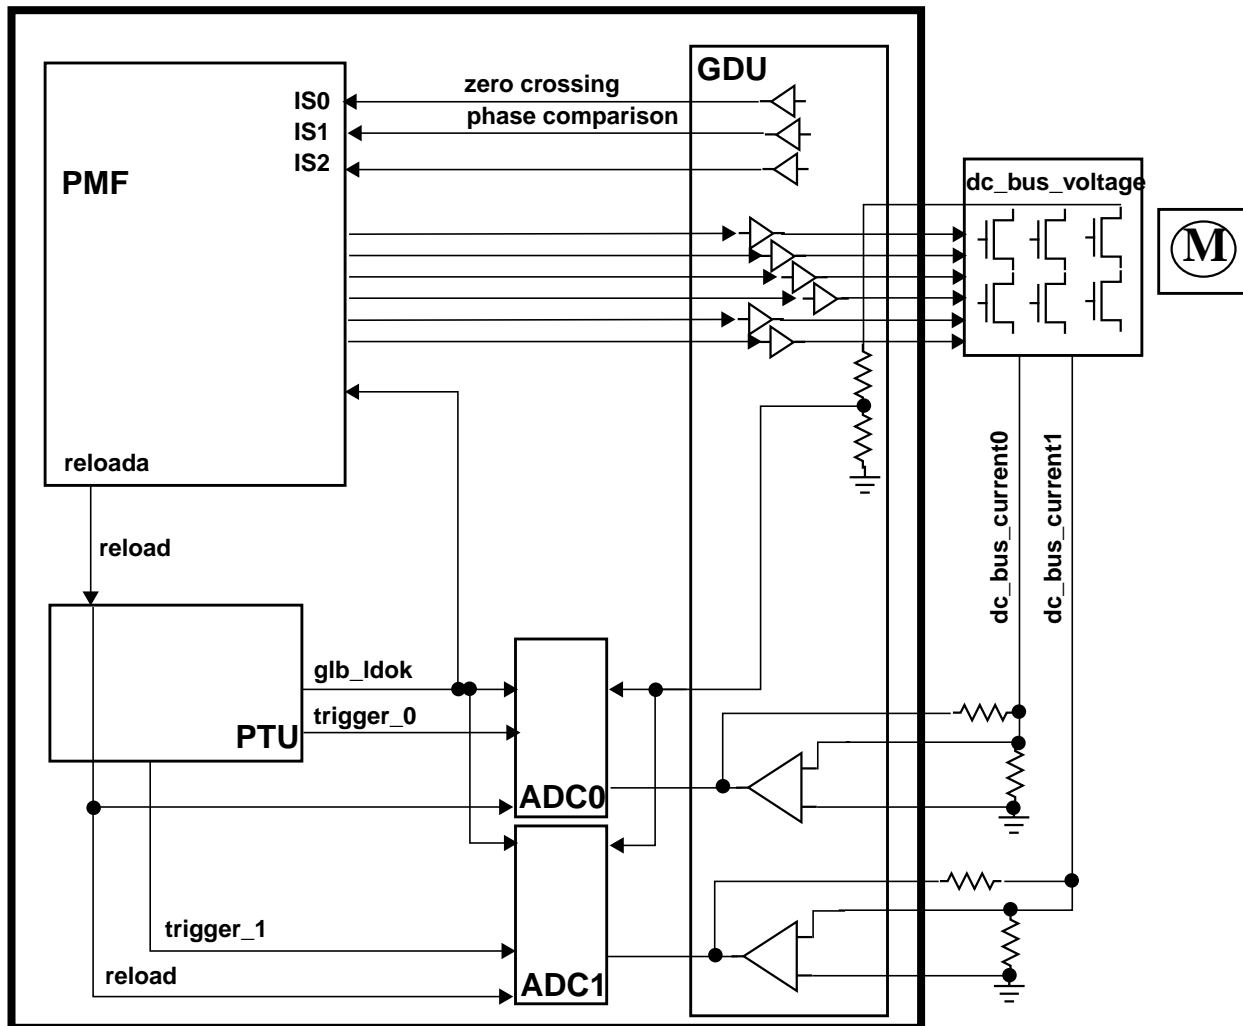 GDU
zero crossing
IS0
phase comparison
IS1
IS2
PMF
dc_bus_voltage
M
reloada
reload
dc_bus_current0
dc_bus_current1
glb_ldok
trigger_0
PTU
ADC0
trigger_1
reload
ADC1